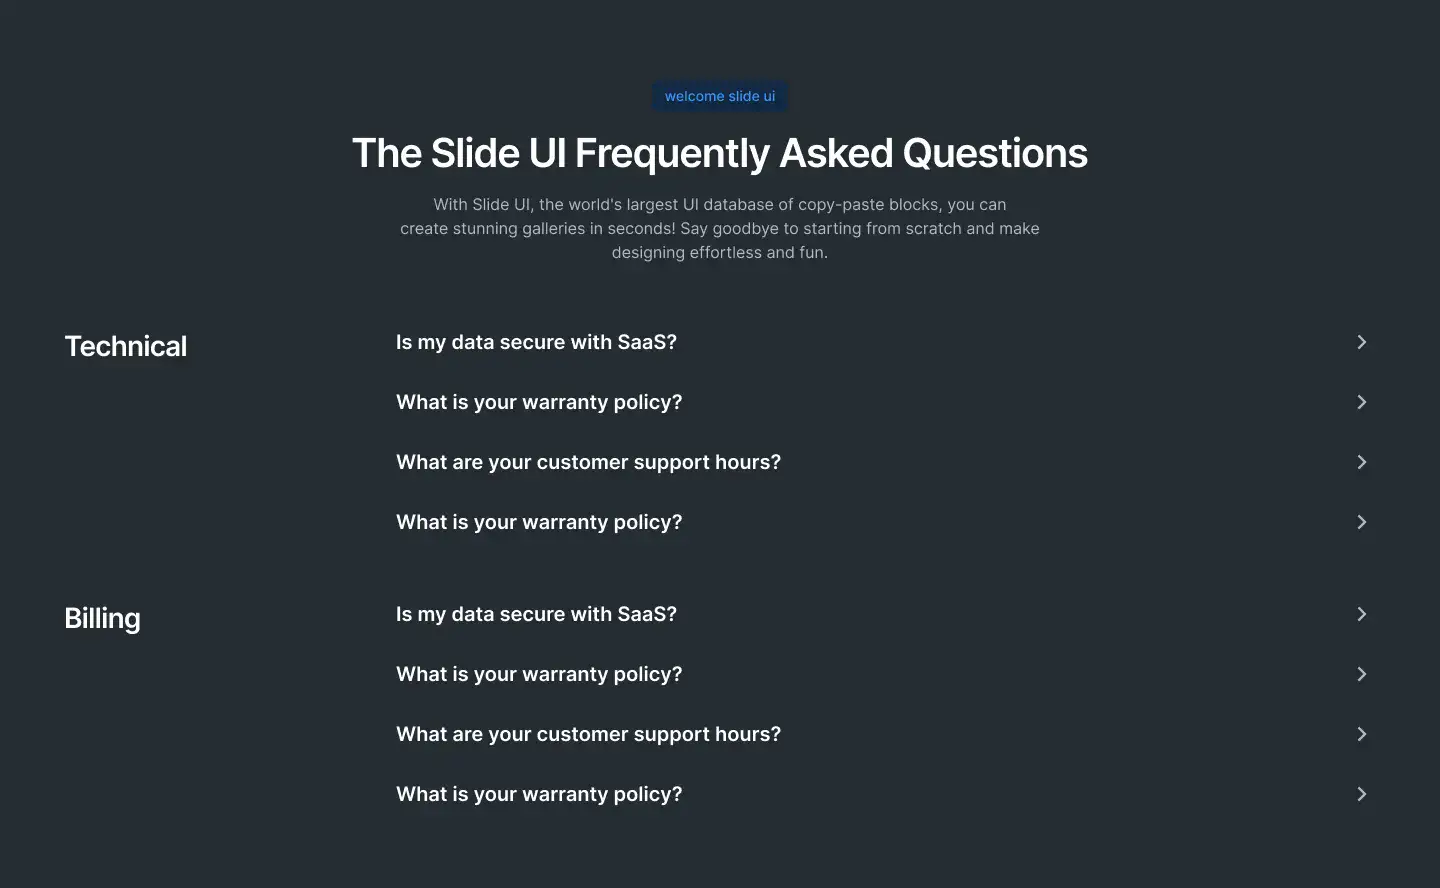 welcome slide ui
The Slide UI Frequently Asked Questions
With Slide UI, the world's largest UI database of copy-paste blocks, you can
create stunning galleries in seconds! Say goodbye to starting from scratch and make
designing effortless and fun.
Technical
Is my data secure with SaaS?
What is your warranty policy?
What are your customer support hours?
What is your warranty policy?
Billing
Is my data secure with SaaS?
What is your warranty policy?
What are your customer support hours?
What is your warranty policy?